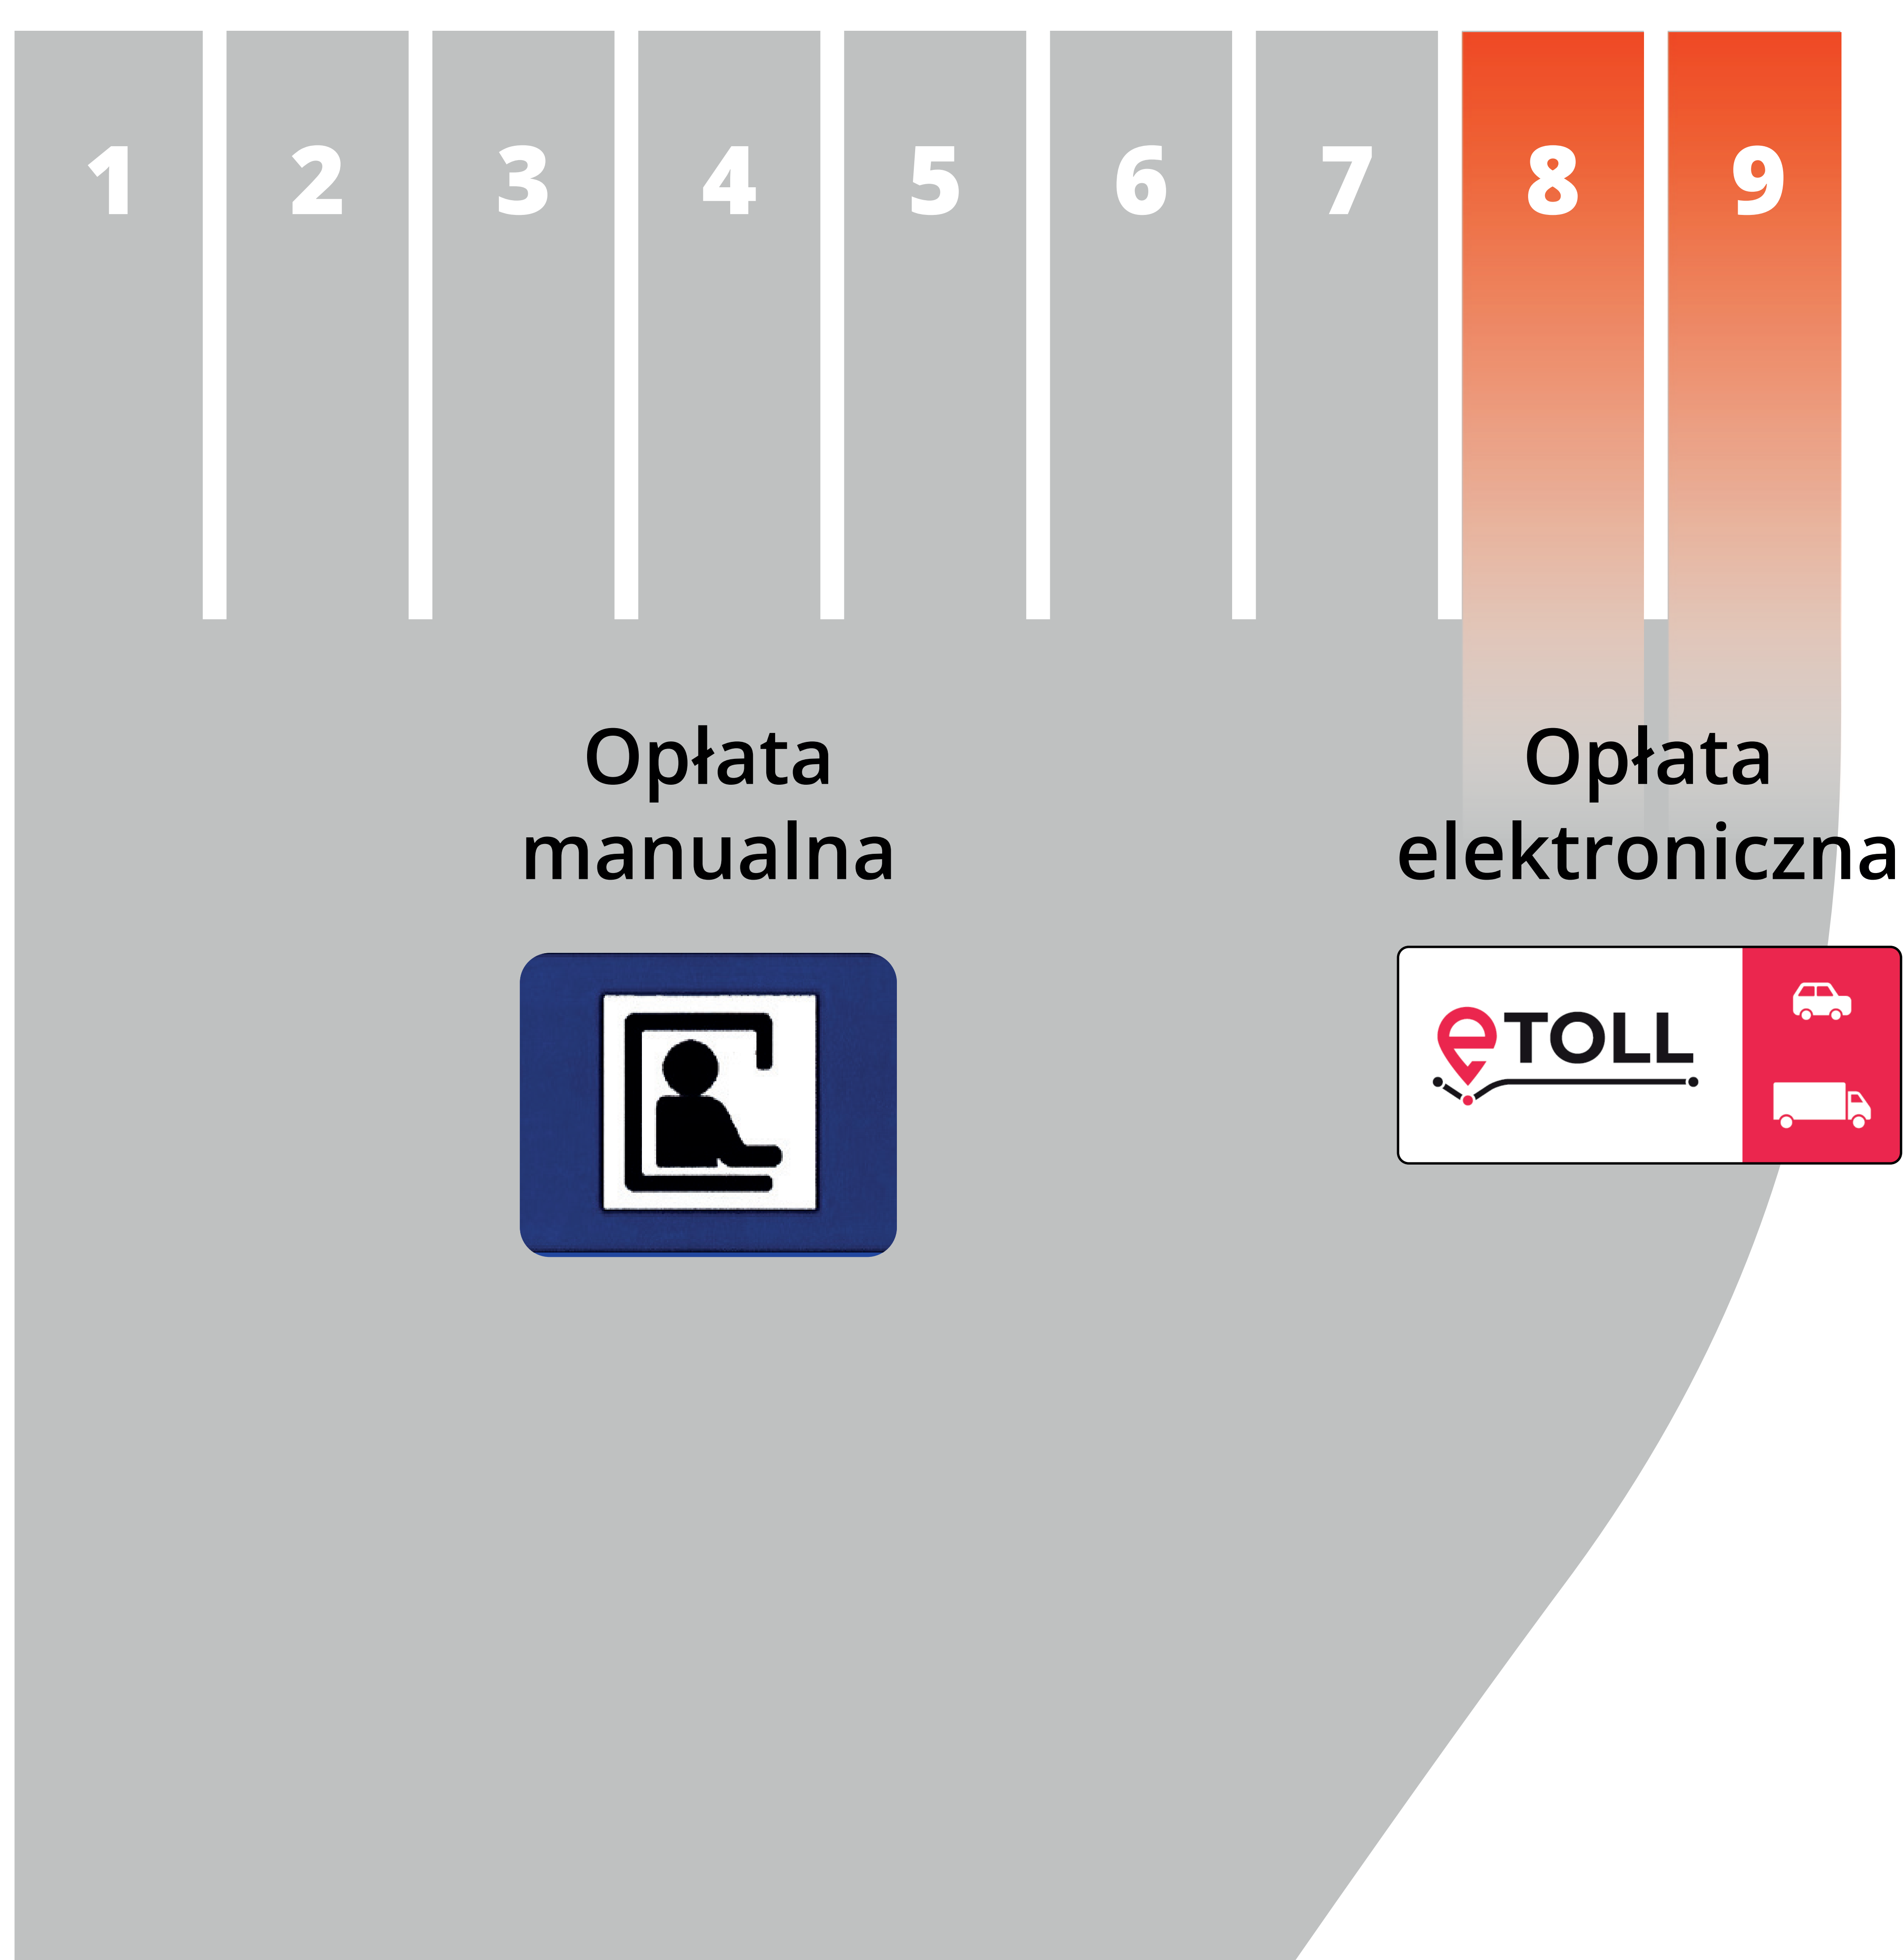 1 2 3 4 5 6 7 8 9
Opłata
manualna
Opłata
elektroniczna
eTOLL